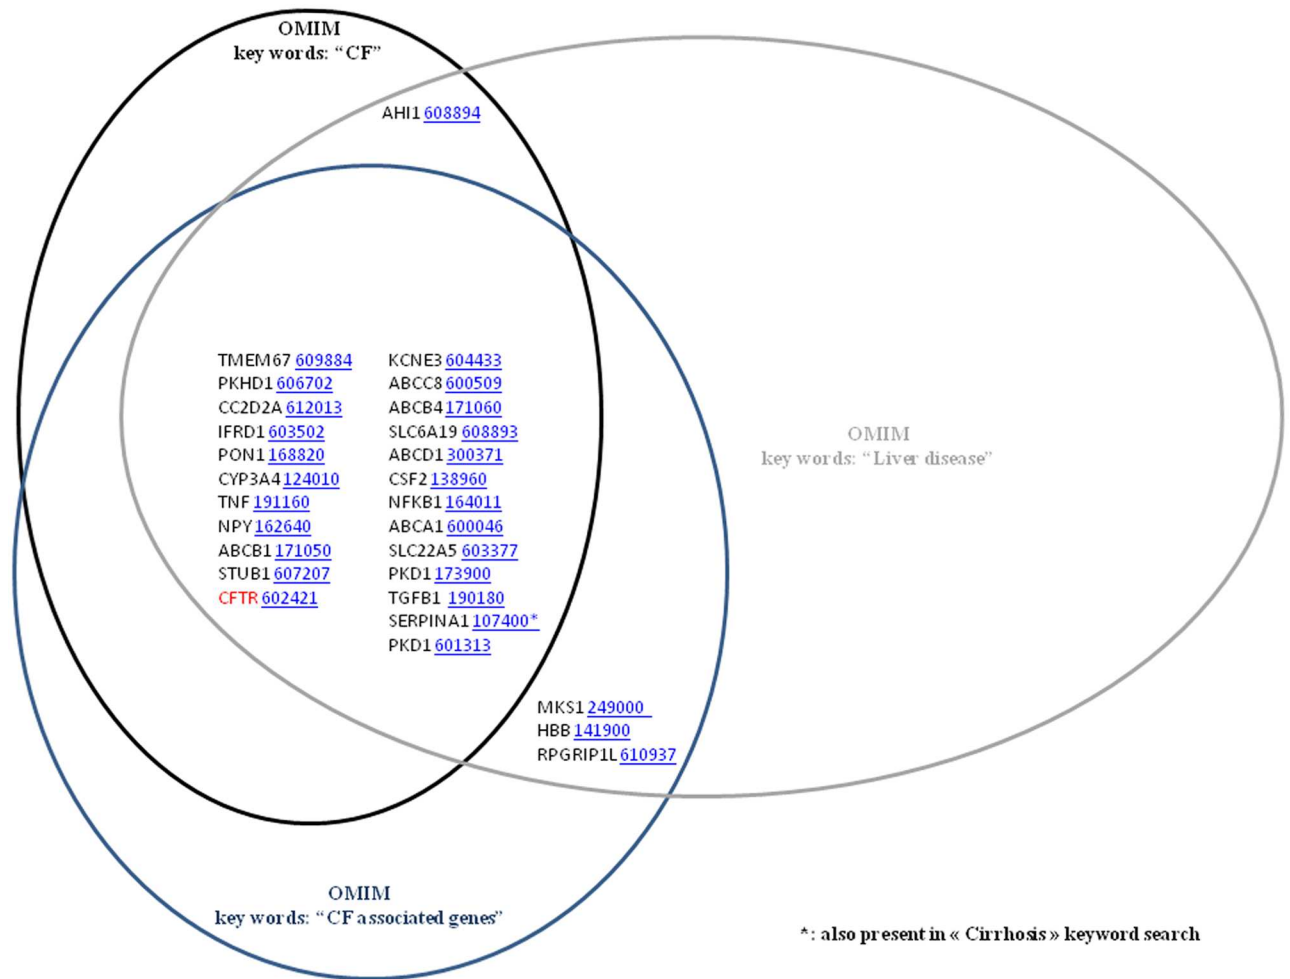 OMIM
key words: “CF”
AHI1 608894
TMEM67 609884
PKHD1 606702
CC2D2A 612013
IFRD1 603502
PON1 168820
CYP3A4 124010
TNF 191160
NPY 162640
ABCB1 171050
STUB1 607207
CFTR 602421
KCNE3 604433
ABCC8 600509
ABCB4 171060
SLC6A19 608893
ABCD1 300371
CSF2 138960
NFKB1 164011
ABCA1 600046
SLC22A5 603377
PKD1 173900
TGFB1 190180
SERPINA1 107400*
PKD1 601313
OMIM
key words: “Liver disease”
MKS1 249000
HBB 141900
RPGRIP1L 610937
OMIM
key words: “CF associated genes”
*: also present in « Cirrhosis » keyword search